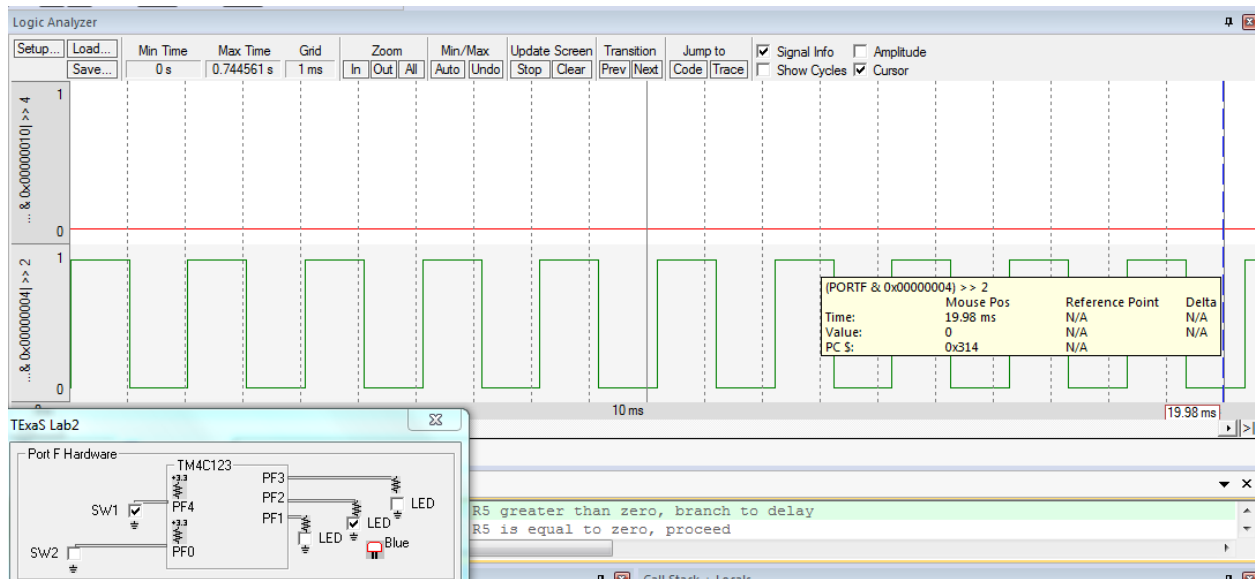 Logic Analyzer
Setup... Load... Min Time Max Time Grid Zoom Min/Max Update Screen Transition Jump to Signal Info Amplitude
Save... 0 s 0.744561 s 1 ms In Out All Auto Undo Stop Clear Prev Next Code Trace Show Cycles Cursor
1
... & 0x00000010) >> 4
0
1
...& 0x00000004) >> 2
0
(PORTF & 0x00000004) >> 2
Mouse Pos Reference Point Delta
Time: 19.98 ms N/A N/A
Value: 0 N/A N/A
PC $: 0x314 N/A
10 ms 19.98 ms
TExaS Lab2
Port F Hardware
TM4C123
+3.3 PF3
SW1 PF4 PF2 LED
+3.3 PF1 LED
LED Blue
SW2 PF0
R5 greater than zero, branch to delay
R5 is equal to zero, proceed
Call Stack + Locals